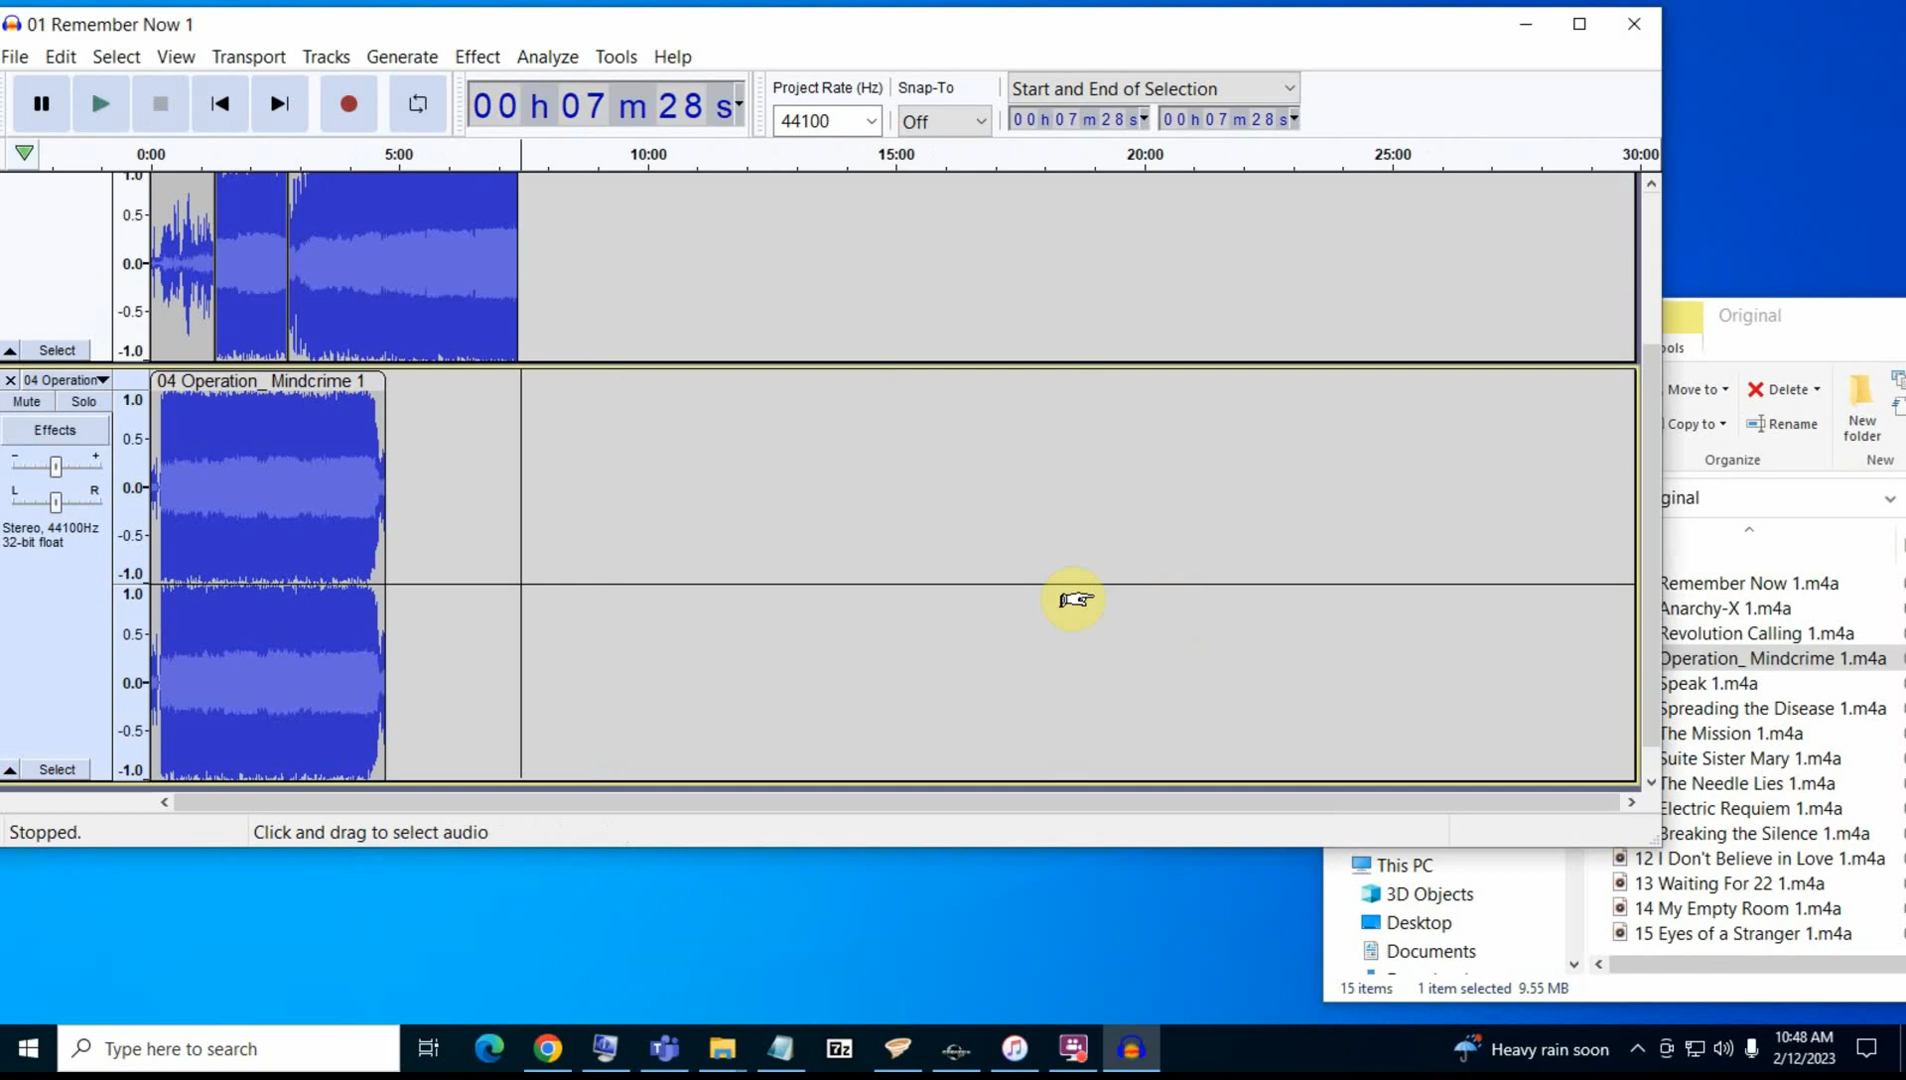 01 Remember Now 1
File Edit Select View Transport Tracks Generate Effect Analyze Tools Help
00 h 07 m 28 s
Project Rate (Hz) Snap-To
44100 Off
Start and End of Selection
00 h 07 m 28 s 00 h 07 m 28 s
0:00 5:00 10:00 15:00 20:00 25:00 30:00
1.0
0.5
0.0
-0.5
-1.0
Select
04 Operation
04 Operation_ Mindcrime 1
Mute Solo
Effects
- +
L R
Stereo, 44100Hz
32-bit float
1.0
0.5
0.0
-0.5
-1.0
1.0
0.5
0.0
-0.5
-1.0
Select
Stopped. Click and drag to select audio
Original
ools
Move to Delete
Copy to Rename
New
folder
Organize New
ginal
Remember Now 1.m4a
Anarchy-X 1.m4a
Revolution Calling 1.m4a
Operation_ Mindcrime 1.m4a
Speak 1.m4a
Spreading the Disease 1.m4a
The Mission 1.m4a
Suite Sister Mary 1.m4a
The Needle Lies 1.m4a
Electric Requiem 1.m4a
Breaking the Silence 1.m4a
12 I Don't Believe in Love 1.m4a
13 Waiting For 22 1.m4a
14 My Empty Room 1.m4a
15 Eyes of a Stranger 1.m4a
This PC
3D Objects
Desktop
Documents
15 items 1 item selected 9.55 MB
Type here to search
7z
Heavy rain soon
10:48 AM
2/12/2023